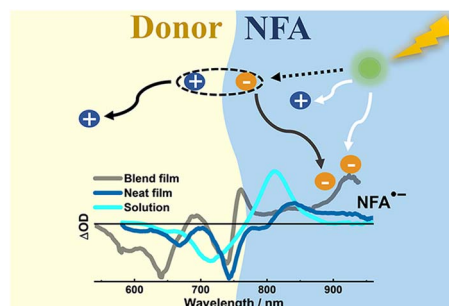 Donor NFA
+
-
+
+
-
-
Blend film
Neat film
Solution
NFA•−
ΔOD
600 700 800 900
Wavelength / nm